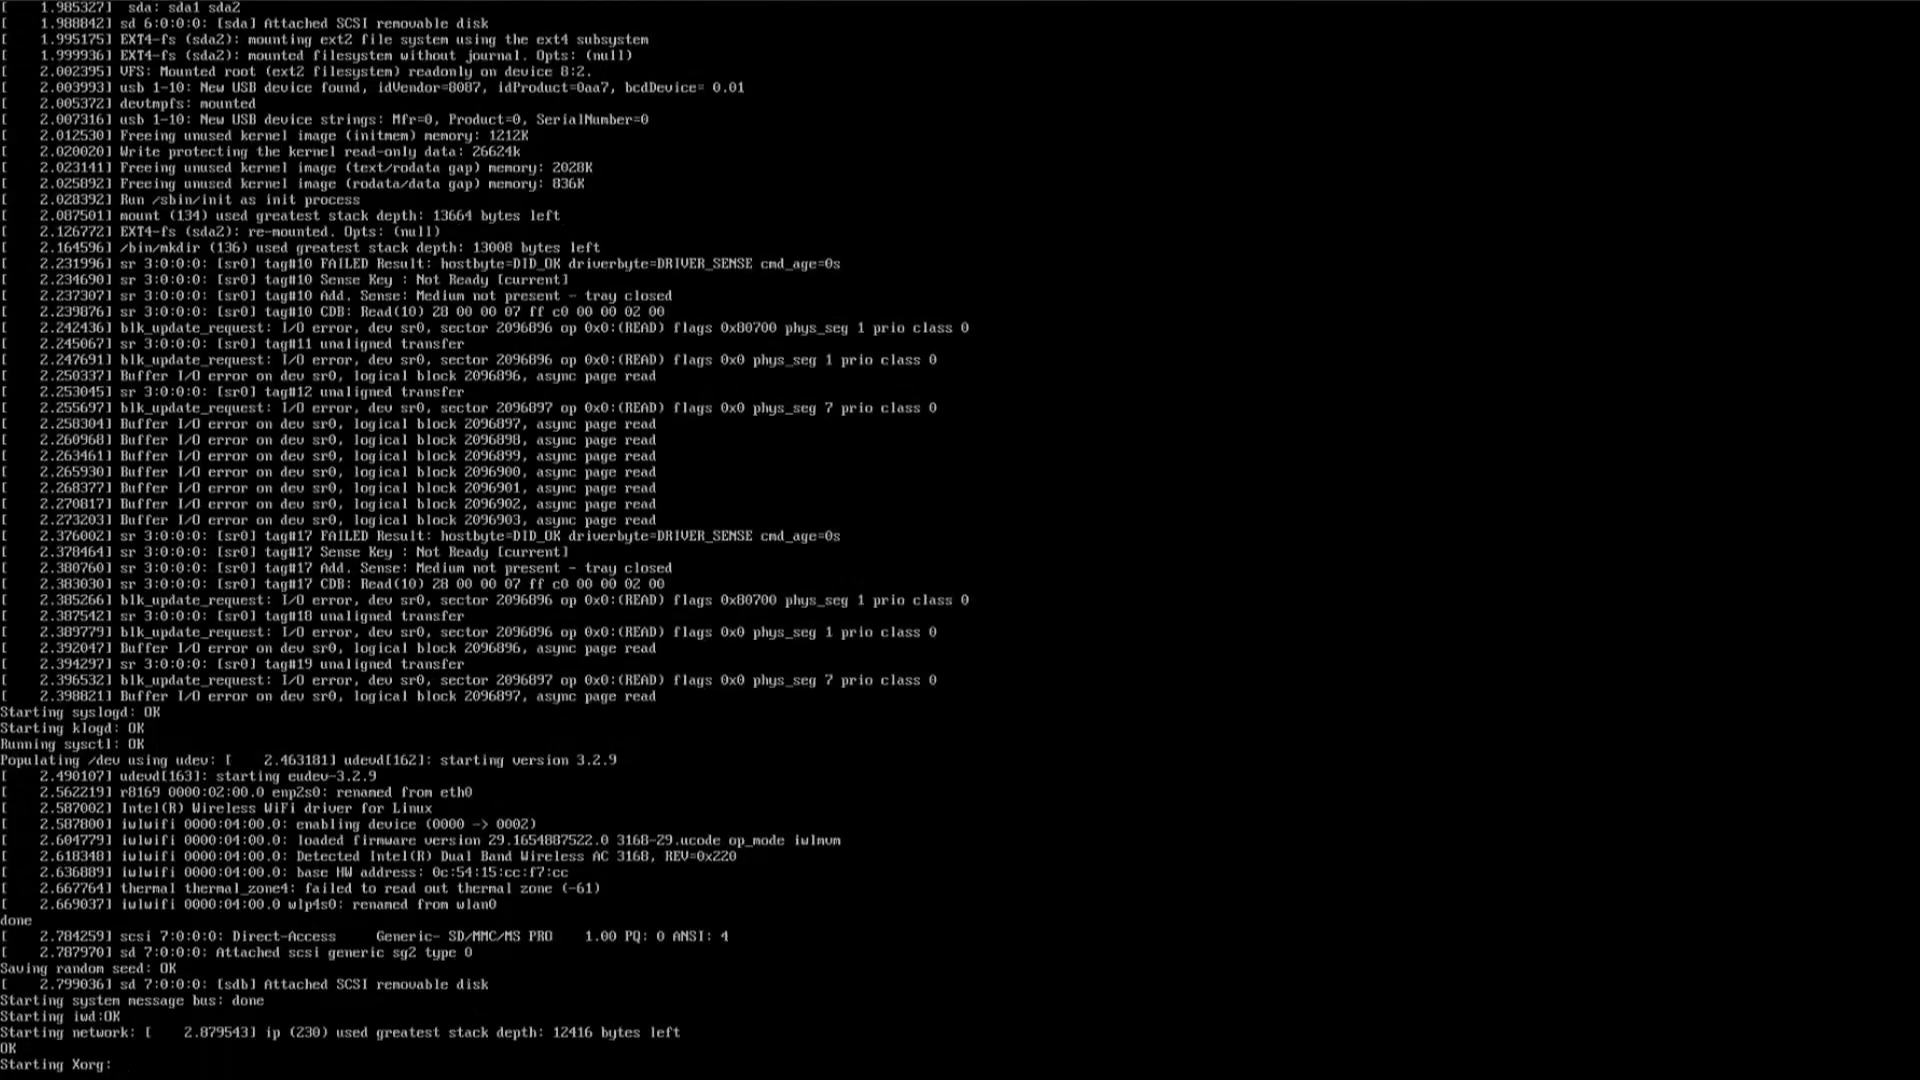 [    1.985327]  sda: sda1 sda2
[    1.988842] sd 6:0:0:0: [sda] Attached SCSI removable disk
[    1.995175] EXT4-fs (sda2): mounting ext2 file system using the ext4 subsystem
[    1.999936] EXT4-fs (sda2): mounted filesystem without journal. Opts: (null)
[    2.002395] VFS: Mounted root (ext2 filesystem) readonly on device 8:2.
[    2.003993] usb 1-10: New USB device found, idVendor=8087, idProduct=0aa7, bcdDevice= 0.01
[    2.005372] devtmpfs: mounted
[    2.007316] usb 1-10: New USB device strings: Mfr=0, Product=0, SerialNumber=0
[    2.012530] Freeing unused kernel image (initmem) memory: 1212K
[    2.020020] Write protecting the kernel read-only data: 26624k
[    2.023141] Freeing unused kernel image (text/rodata gap) memory: 2028K
[    2.025892] Freeing unused kernel image (rodata/data gap) memory: 836K
[    2.028392] Run /sbin/init as init process
[    2.087501] mount (134) used greatest stack depth: 13664 bytes left
[    2.126772] EXT4-fs (sda2): re-mounted. Opts: (null)
[    2.164596] /bin/mkdir (136) used greatest stack depth: 13008 bytes left
[    2.231996] sr 3:0:0:0: [sr0] tag#10 FAILED Result: hostbyte=DID_OK driverbyte=DRIVER_SENSE cmd_age=0s
[    2.234690] sr 3:0:0:0: [sr0] tag#10 Sense Key : Not Ready [current]
[    2.237307] sr 3:0:0:0: [sr0] tag#10 Add. Sense: Medium not present - tray closed
[    2.239876] sr 3:0:0:0: [sr0] tag#10 CDB: Read(10) 28 00 00 07 ff c0 00 00 02 00
[    2.242436] blk_update_request: I/O error, dev sr0, sector 2096896 op 0x0:(READ) flags 0x80700 phys_seg 1 prio class 0
[    2.245067] sr 3:0:0:0: [sr0] tag#11 unaligned transfer
[    2.247691] blk_update_request: I/O error, dev sr0, sector 2096896 op 0x0:(READ) flags 0x0 phys_seg 1 prio class 0
[    2.250337] Buffer I/O error on dev sr0, logical block 2096896, async page read
[    2.253045] sr 3:0:0:0: [sr0] tag#12 unaligned transfer
[    2.255697] blk_update_request: I/O error, dev sr0, sector 2096897 op 0x0:(READ) flags 0x0 phys_seg 7 prio class 0
[    2.258304] Buffer I/O error on dev sr0, logical block 2096897, async page read
[    2.260968] Buffer I/O error on dev sr0, logical block 2096898, async page read
[    2.263461] Buffer I/O error on dev sr0, logical block 2096899, async page read
[    2.265930] Buffer I/O error on dev sr0, logical block 2096900, async page read
[    2.268377] Buffer I/O error on dev sr0, logical block 2096901, async page read
[    2.270817] Buffer I/O error on dev sr0, logical block 2096902, async page read
[    2.273203] Buffer I/O error on dev sr0, logical block 2096903, async page read
[    2.376002] sr 3:0:0:0: [sr0] tag#17 FAILED Result: hostbyte=DID_OK driverbyte=DRIVER_SENSE cmd_age=0s
[    2.378464] sr 3:0:0:0: [sr0] tag#17 Sense Key : Not Ready [current]
[    2.380760] sr 3:0:0:0: [sr0] tag#17 Add. Sense: Medium not present - tray closed
[    2.383030] sr 3:0:0:0: [sr0] tag#17 CDB: Read(10) 28 00 00 07 ff c0 00 00 02 00
[    2.385266] blk_update_request: I/O error, dev sr0, sector 2096896 op 0x0:(READ) flags 0x80700 phys_seg 1 prio class 0
[    2.387542] sr 3:0:0:0: [sr0] tag#18 unaligned transfer
[    2.389779] blk_update_request: I/O error, dev sr0, sector 2096896 op 0x0:(READ) flags 0x0 phys_seg 1 prio class 0
[    2.392047] Buffer I/O error on dev sr0, logical block 2096896, async page read
[    2.394297] sr 3:0:0:0: [sr0] tag#19 unaligned transfer
[    2.396532] blk_update_request: I/O error, dev sr0, sector 2096897 op 0x0:(READ) flags 0x0 phys_seg 7 prio class 0
[    2.398821] Buffer I/O error on dev sr0, logical block 2096897, async page read
Starting syslogd: OK
Starting klogd: OK
Running sysctl: OK
Populating /dev using udev: [    2.463181] udevd[162]: starting version 3.2.9
[    2.490107] udevd[163]: starting eudev-3.2.9
[    2.562219] r8169 0000:02:00.0 enp2s0: renamed from eth0
[    2.587002] Intel(R) Wireless WiFi driver for Linux
[    2.587800] iwlwifi 0000:04:00.0: enabling device (0000 -> 0002)
[    2.604779] iwlwifi 0000:04:00.0: loaded firmware version 29.1654887522.0 3168-29.ucode op_mode iwlmvm
[    2.618348] iwlwifi 0000:04:00.0: Detected Intel(R) Dual Band Wireless AC 3168, REV=0x220
[    2.636889] iwlwifi 0000:04:00.0: base HW address: 0c:54:15:cc:f7:cc
[    2.667764] thermal thermal_zone4: failed to read out thermal zone (-61)
[    2.669037] iwlwifi 0000:04:00.0 wlp4s0: renamed from wlan0
done
[    2.784259] scsi 7:0:0:0: Direct-Access     Generic- SD/MMC/MS PRO    1.00 PQ: 0 ANSI: 4
[    2.787970] sd 7:0:0:0: Attached scsi generic sg2 type 0
Saving random seed: OK
[    2.799036] sd 7:0:0:0: [sdb] Attached SCSI removable disk
Starting system message bus: done
Starting iwd:OK
Starting network: [    2.879543] ip (230) used greatest stack depth: 12416 bytes left
OK
Starting Xorg: